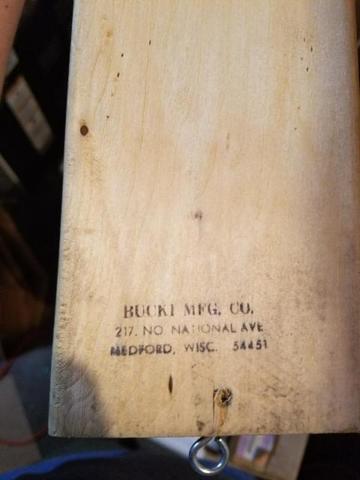 BUCKI MFG. CO.
217. NO. NATIONAL AVE
MEDFORD, WISC. 54451